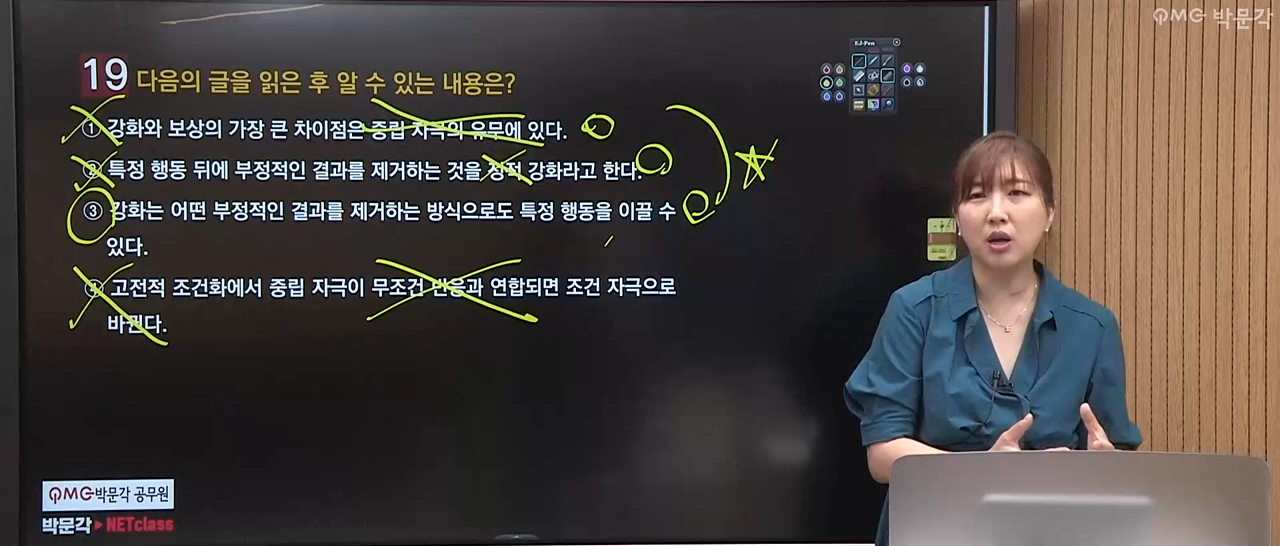 PMG 박문각
EJ-Pen
19 다음의 글을 읽은 후 알 수 있는 내용은?
① 강화와 보상의 가장 큰 차이점은 중립 자극의 유무에 있다.
② 특정 행동 뒤에 부정적인 결과를 제거하는 것을 정적 강화라고 한다.
③ 강화는 어떤 부정적인 결과를 제거하는 방식으로도 특정 행동을 이끌 수
있다.
④ 고전적 조건화에서 중립 자극이 무조건 반응과 연합되면 조건 자극으로
바뀐다.
PMG 박문각 공무원
박문각 ▸ NETclass